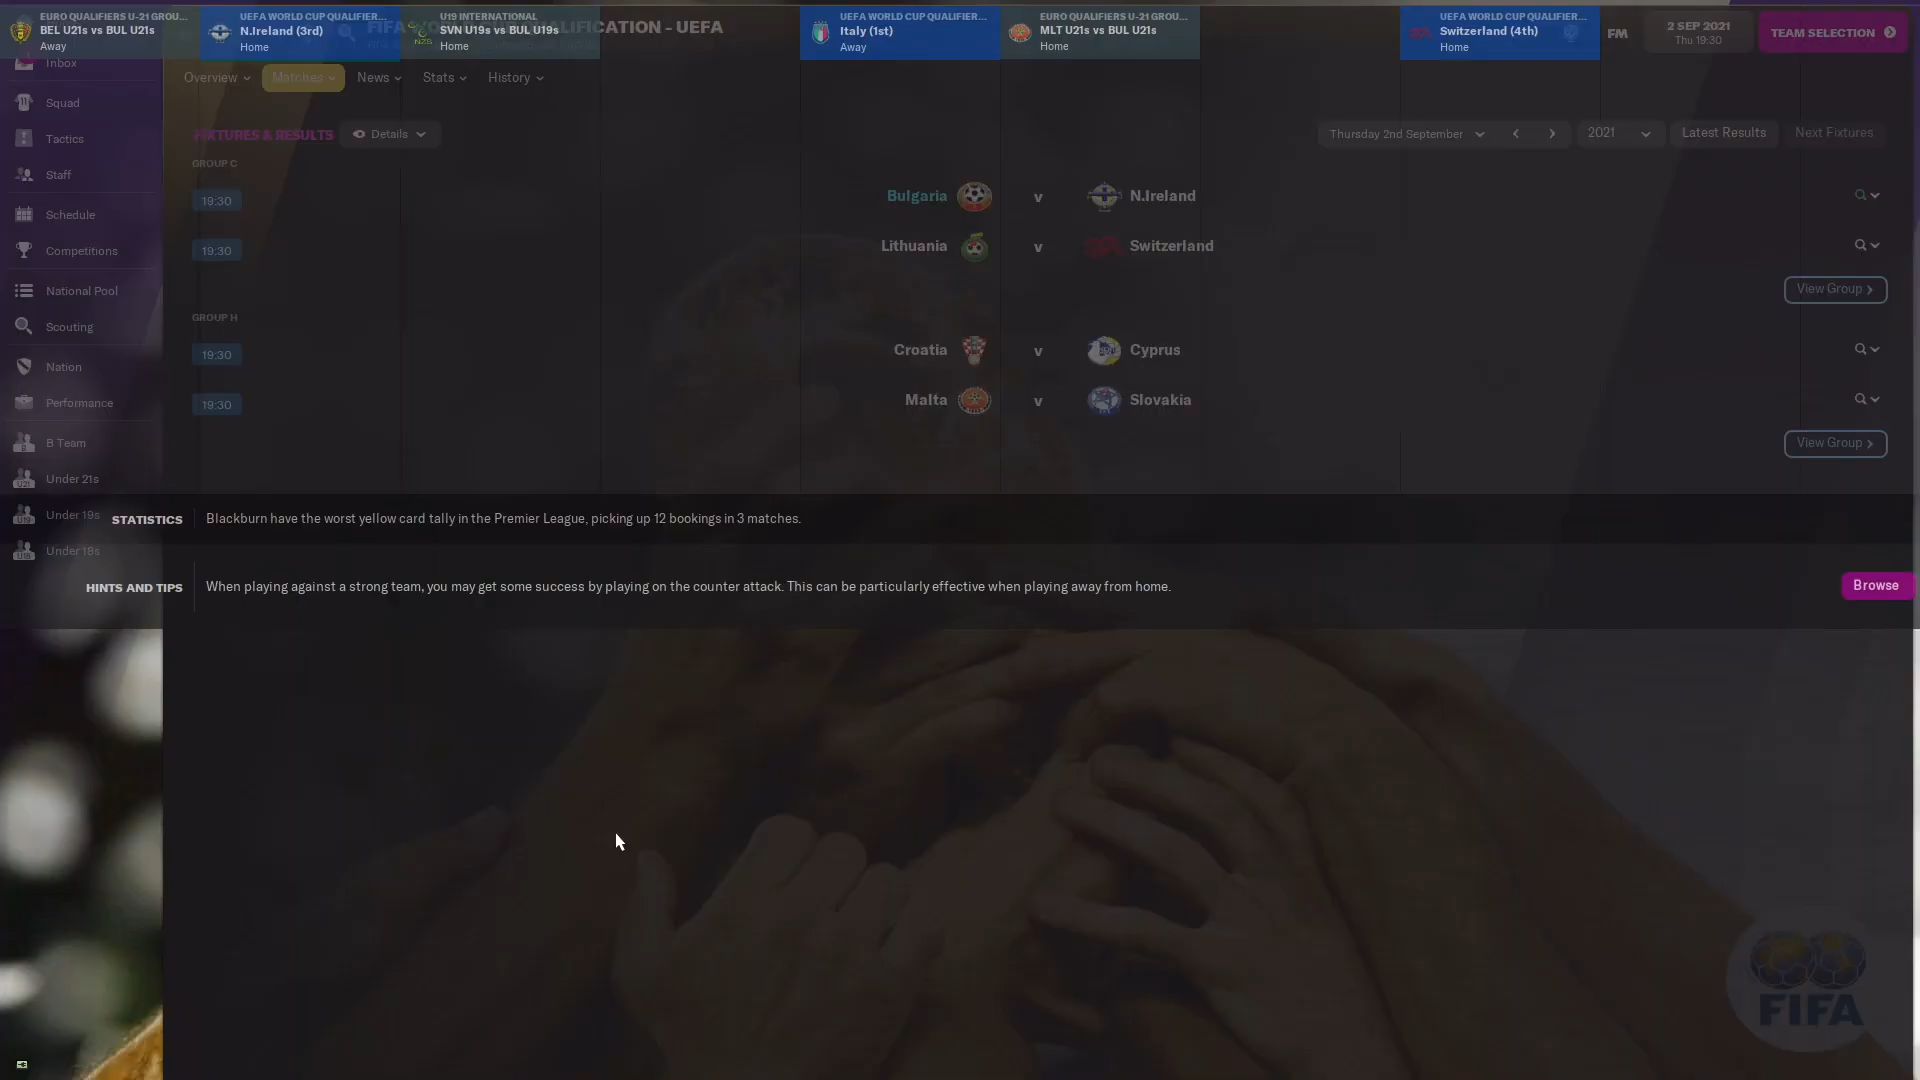 EURO QUALIFIERS U-21 GROU...
BEL U21s vs BUL U21s
Away
UEFA WORLD CUP QUALIFIER...
N.Ireland (3rd)
Home
U19 INTERNATIONAL
SVN U19s vs BUL U19s
Home
UEFA WORLD CUP QUALIFIER...
Italy (1st)
Away
EURO QUALIFIERS U-21 GROU...
MLT U21s vs BUL U21s
Home
UEFA WORLD CUP QUALIFIER...
Switzerland (4th)
Home
FM
2 SEP 2021
Thu 19:30
TEAM SELECTION
Inbox
Squad
Tactics
Staff
Schedule
Competitions
National Pool
Scouting
Nation
Performance
B Team
Under 21s
Under 19s
Under 18s
Overview
Matches
News
Stats
History
FIXTURES & RESULTS
Details
Thursday 2nd September
2021
Latest Results
Next Fixtures
GROUP C
19:30
Bulgaria v N.Ireland
19:30
Lithuania v Switzerland
View Group
GROUP H
19:30
Croatia v Cyprus
19:30
Malta v Slovakia
View Group
STATISTICS
Blackburn have the worst yellow card tally in the Premier League, picking up 12 bookings in 3 matches.
HINTS AND TIPS
When playing against a strong team, you may get some success by playing on the counter attack. This can be particularly effective when playing away from home.
Browse
FIFA